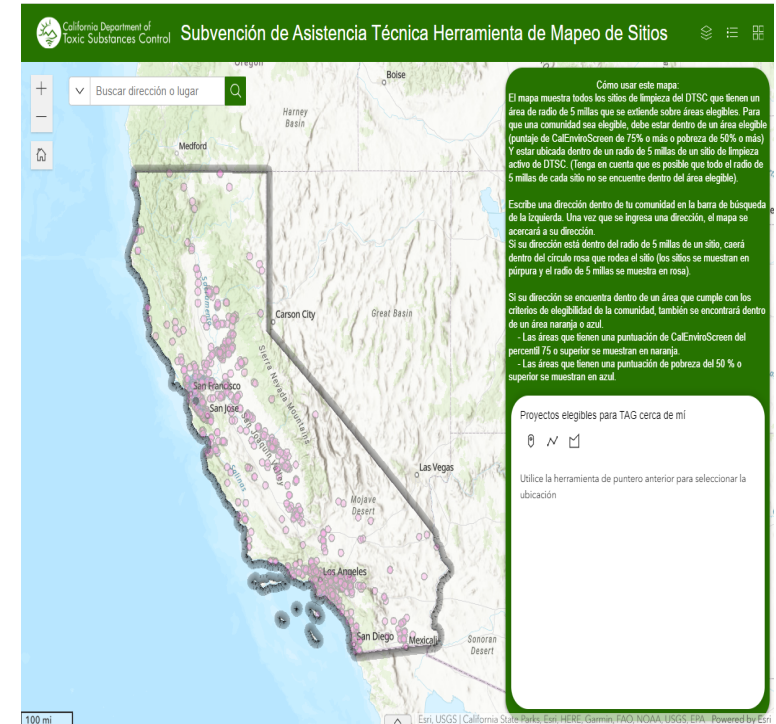 California Department of
Toxic Substances Control
Subvención de Asistencia Técnica Herramienta de Mapeo de Sitios
Buscar dirección o lugar
Cómo usar este mapa:
El mapa muestra todos los sitios de limpieza del DTSC que tienen un
área de radio de 5 millas que se extiende sobre áreas elegibles. Para
que una comunidad sea elegible, debe estar dentro de un área elegible
(puntaje de CalEnviroScreen de 75% o más o pobreza de 50% o más)
Y estar ubicada dentro de un radio de 5 millas de un sitio de limpieza
activo de DTSC. (Tenga en cuenta que es posible que todo el radio de
5 millas de cada sitio no se encuentre dentro del área elegible).
Escribe una dirección dentro de tu comunidad en la barra de búsqueda
de la izquierda. Una vez que se ingresa una dirección, el mapa se
acercará a su dirección.
Si su dirección está dentro del radio de 5 millas de un sitio, caerá
dentro del círculo rosa que rodea el sitio (los sitios se muestran en
púrpura y el radio de 5 millas se muestra en rosa).
Si su dirección se encuentra dentro de un área que cumple con los
criterios de elegibilidad de la comunidad, también se encontrará dentro
de un área naranja o azul.
- Las áreas que tienen una puntuación de CalEnviroScreen del
percentil 75 o superior se muestran en naranja.
- Las áreas que tienen una puntuación de pobreza del 50 % o
superior se muestran en azul.
Proyectos elegibles para TAG cerca de mí
Utilice la herramienta de puntero anterior para seleccionar la
ubicación
Oregon
Boise
Harney
Basin
Medford
Sacramento
Carson City
Great Basin
Sierra Nevada Mountains
San Francisco
San Jose
San Joaquin Valley
Salinas
Las Vegas
Mojave
Desert
Los Angeles
San Diego
Mexicali
Sonoran
Desert
100 mi
Esri, USGS | California State Parks, Esri, HERE, Garmin, FAO, NOAA, USGS, EPA
Powered by Esri